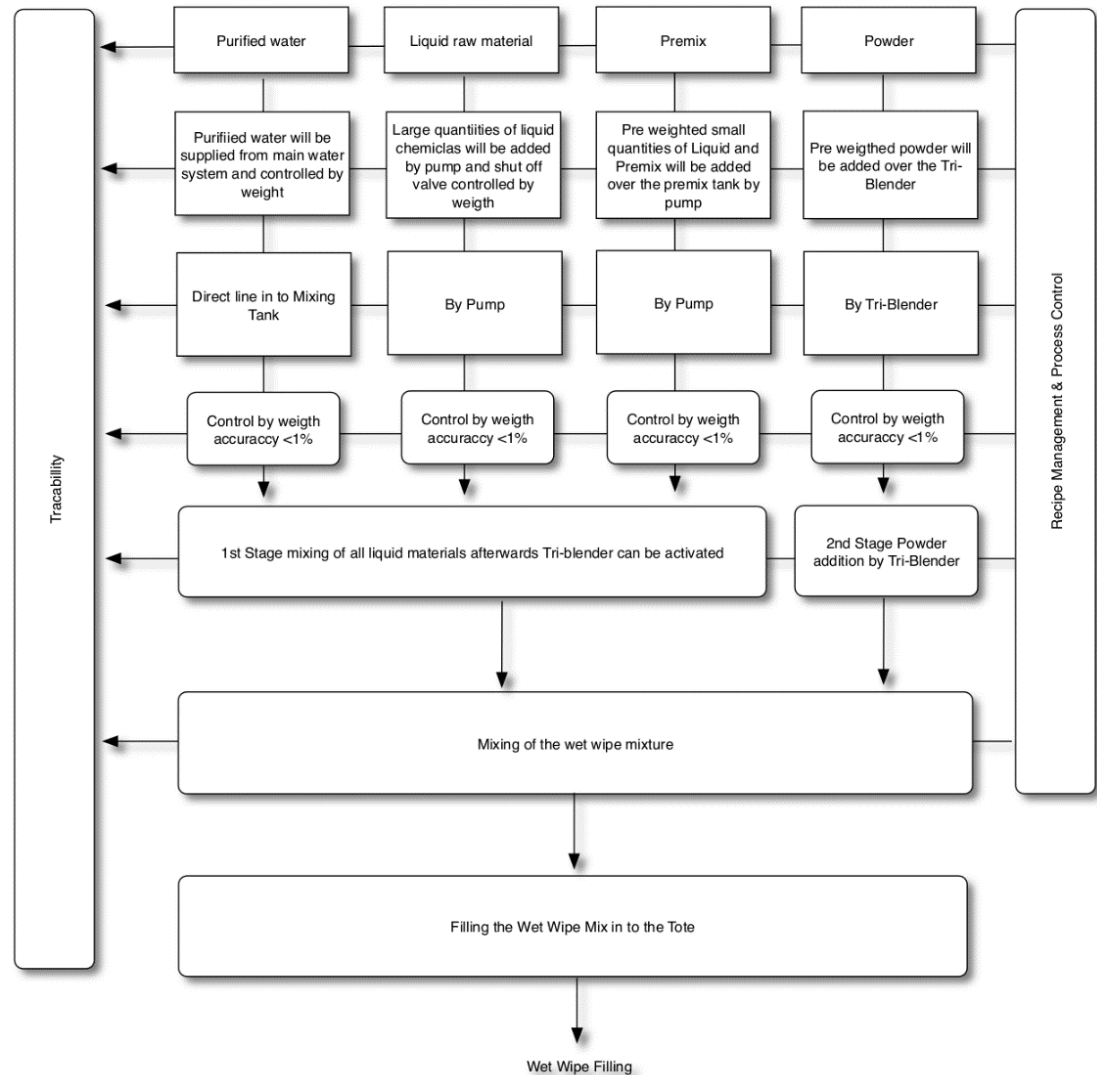 Purified water
Liquid raw material
Premix
Powder
Purifiied water will be
supplied from main water
system and controlled by
weight
Large quantiities of liquid
chemiclas will be added
by pump and shut off
valve controlled by
weigth
Pre weighted small
quantities of Liquid and
Premix will be added
over the premix tank by
pump
Pre weigthed powder will
be added over the Tri-
Blender
Direct line in to Mixing
Tank
By Pump
By Pump
By Tri-Blender
Control by weigth
accuraccy <1%
Control by weigth
accuraccy <1%
Control by weigth
accuraccy <1%
Control by weigth
accuraccy <1%
1st Stage mixing of all liquid materials afterwards Tri-blender can be activated
2nd Stage Powder
addition by Tri-Blender
Mixing of the wet wipe mixture
Filling the Wet Wipe Mix in to the Tote
Wet Wipe Filling
Tracability
Recipe Management & Process Control